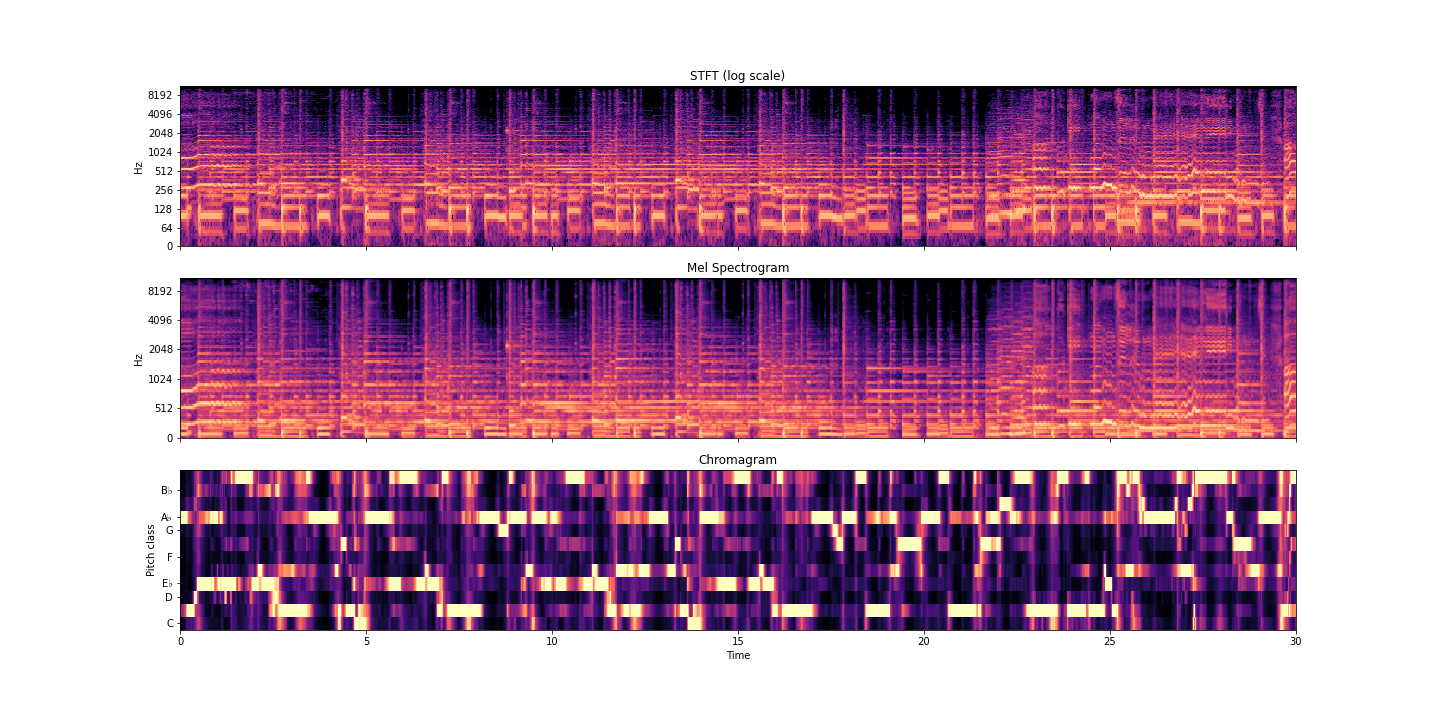 STFT (log scale)
8192
4096
2048
1024
512
256
128
64
0
Hz
Mel Spectrogram
8192
4096
2048
1024
512
0
Hz
Chromagram
B♭
A♭
G
F
E♭
D
C
Pitch class
0 5 10 15 20 25 30
Time